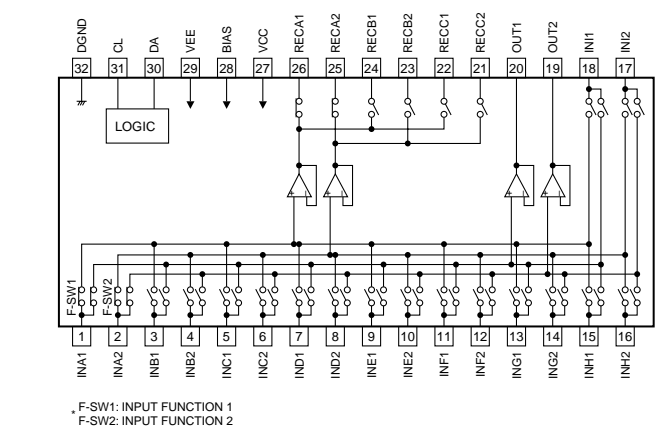 DGND CL DA VEE BIAS VCC RECA1 RECA2 RECB1 RECB2 RECC1 RECC2 OUT1 OUT2 INI1 INI2
32 31 30 29 28 27 26 25 24 23 22 21 20 19 18 17
LOGIC
+ - + - + - + -
F-SW1 F-SW2
1 2 3 4 5 6 7 8 9 10 11 12 13 14 15 16
INA1 INA2 INB1 INB2 INC1 INC2 IND1 IND2 INE1 INE2 INF1 INF2 ING1 ING2 INH1 INH2
* F-SW1: INPUT FUNCTION 1
F-SW2: INPUT FUNCTION 2